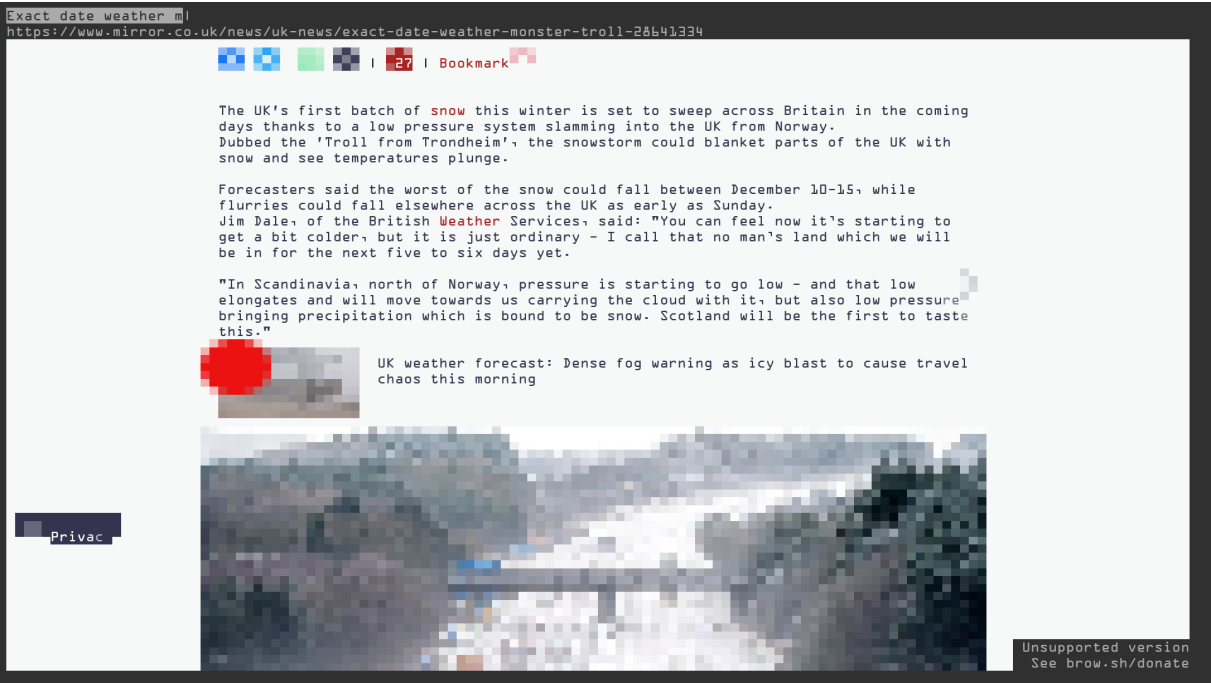 Exact date weather m
https://www.mirror.co.uk/news/uk-news/exact-date-weather-monster-troll-28641334
| 27 | Bookmark
The UK's first batch of snow this winter is set to sweep across Britain in the coming
days thanks to a low pressure system slamming into the UK from Norway.
Dubbed the 'Troll from Trondheim', the snowstorm could blanket parts of the UK with
snow and see temperatures plunge.
Forecasters said the worst of the snow could fall between December 10-15, while
flurries could fall elsewhere across the UK as early as Sunday.
Jim Dale, of the British Weather Services, said: "You can feel now it's starting to
get a bit colder, but it is just ordinary - I call that no man's land which we will
be in for the next five to six days yet.
"In Scandinavia, north of Norway, pressure is starting to go low - and that low
elongates and will move towards us carrying the cloud with it, but also low pressure
bringing precipitation which is bound to be snow. Scotland will be the first to taste
this."
UK weather forecast: Dense fog warning as icy blast to cause travel
chaos this morning
Privac
Unsupported version
See brow.sh/donate